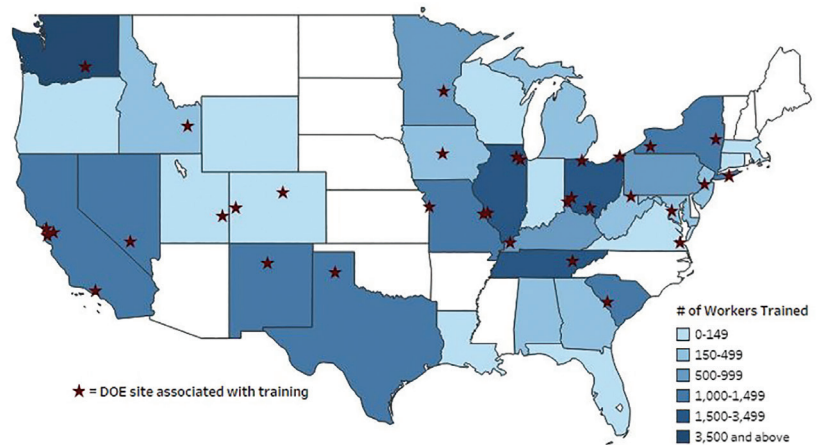 # of Workers Trained
0-149
150-499
500-999
1,000-1,499
1,500-3,499
3,500 and above
★ = DOE site associated with training